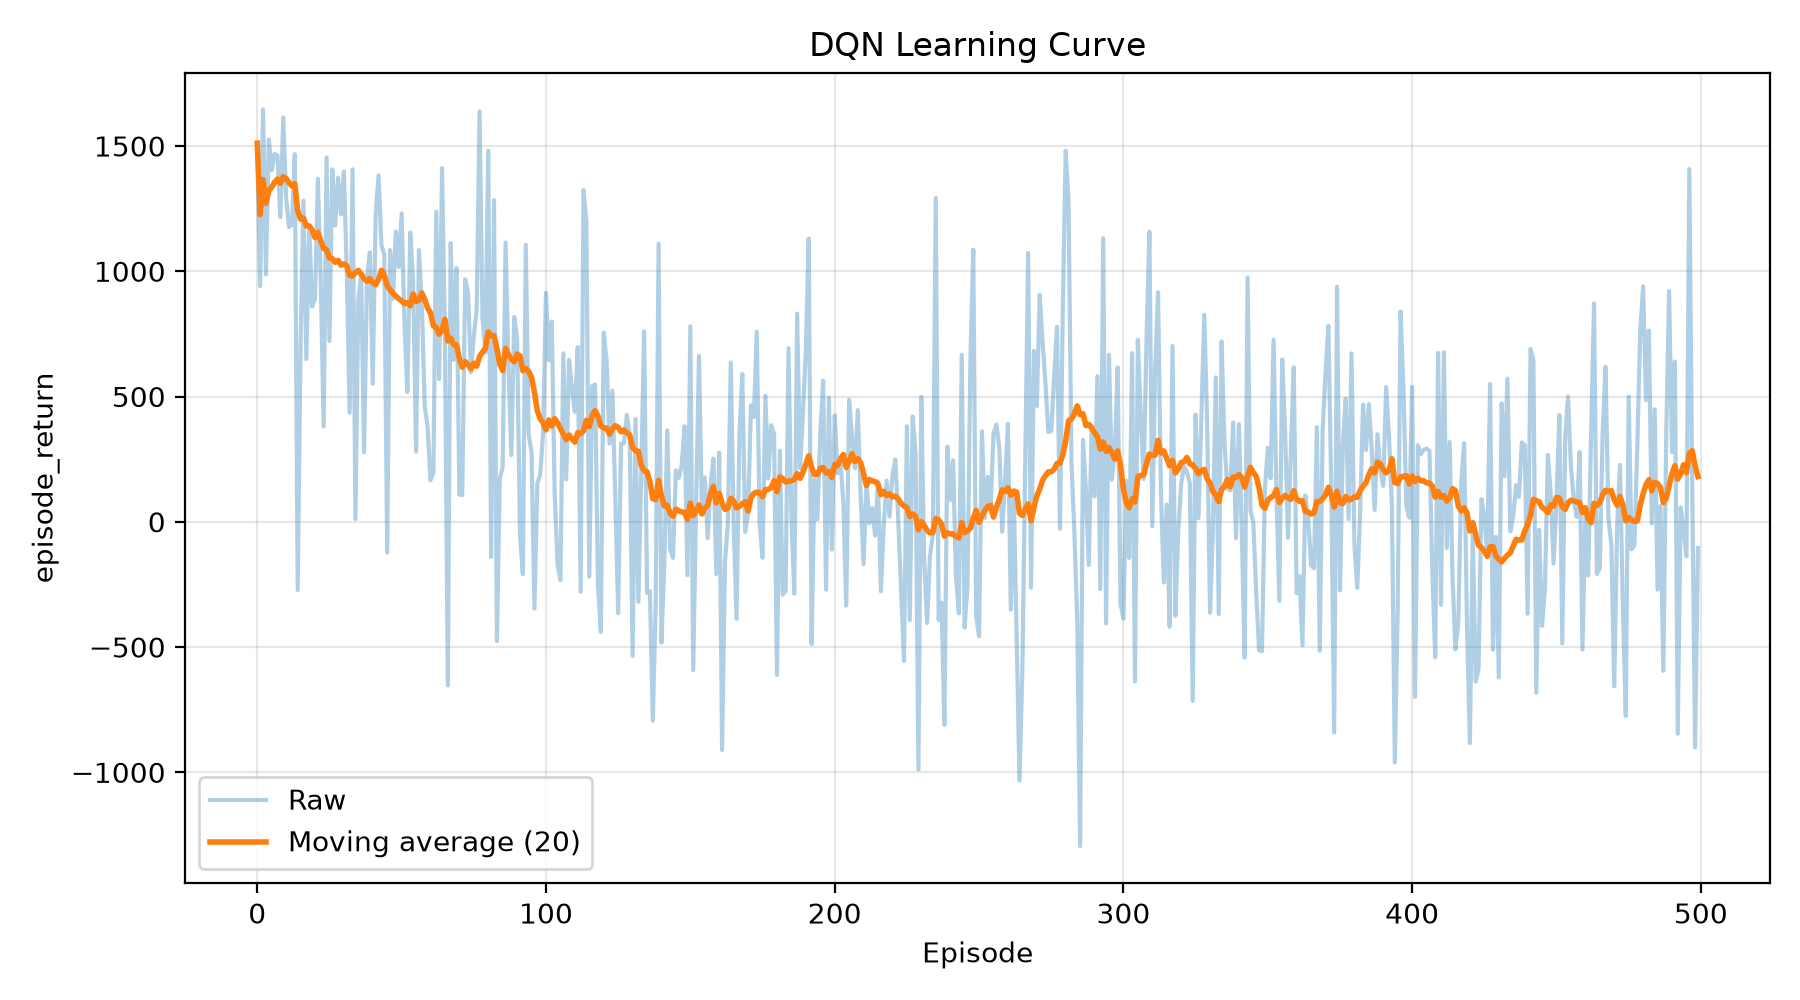 DQN Learning Curve
episode_return
1500
1000
500
0
−500
−1000
Raw
Moving average (20)
0 100 200 300 400 500
Episode